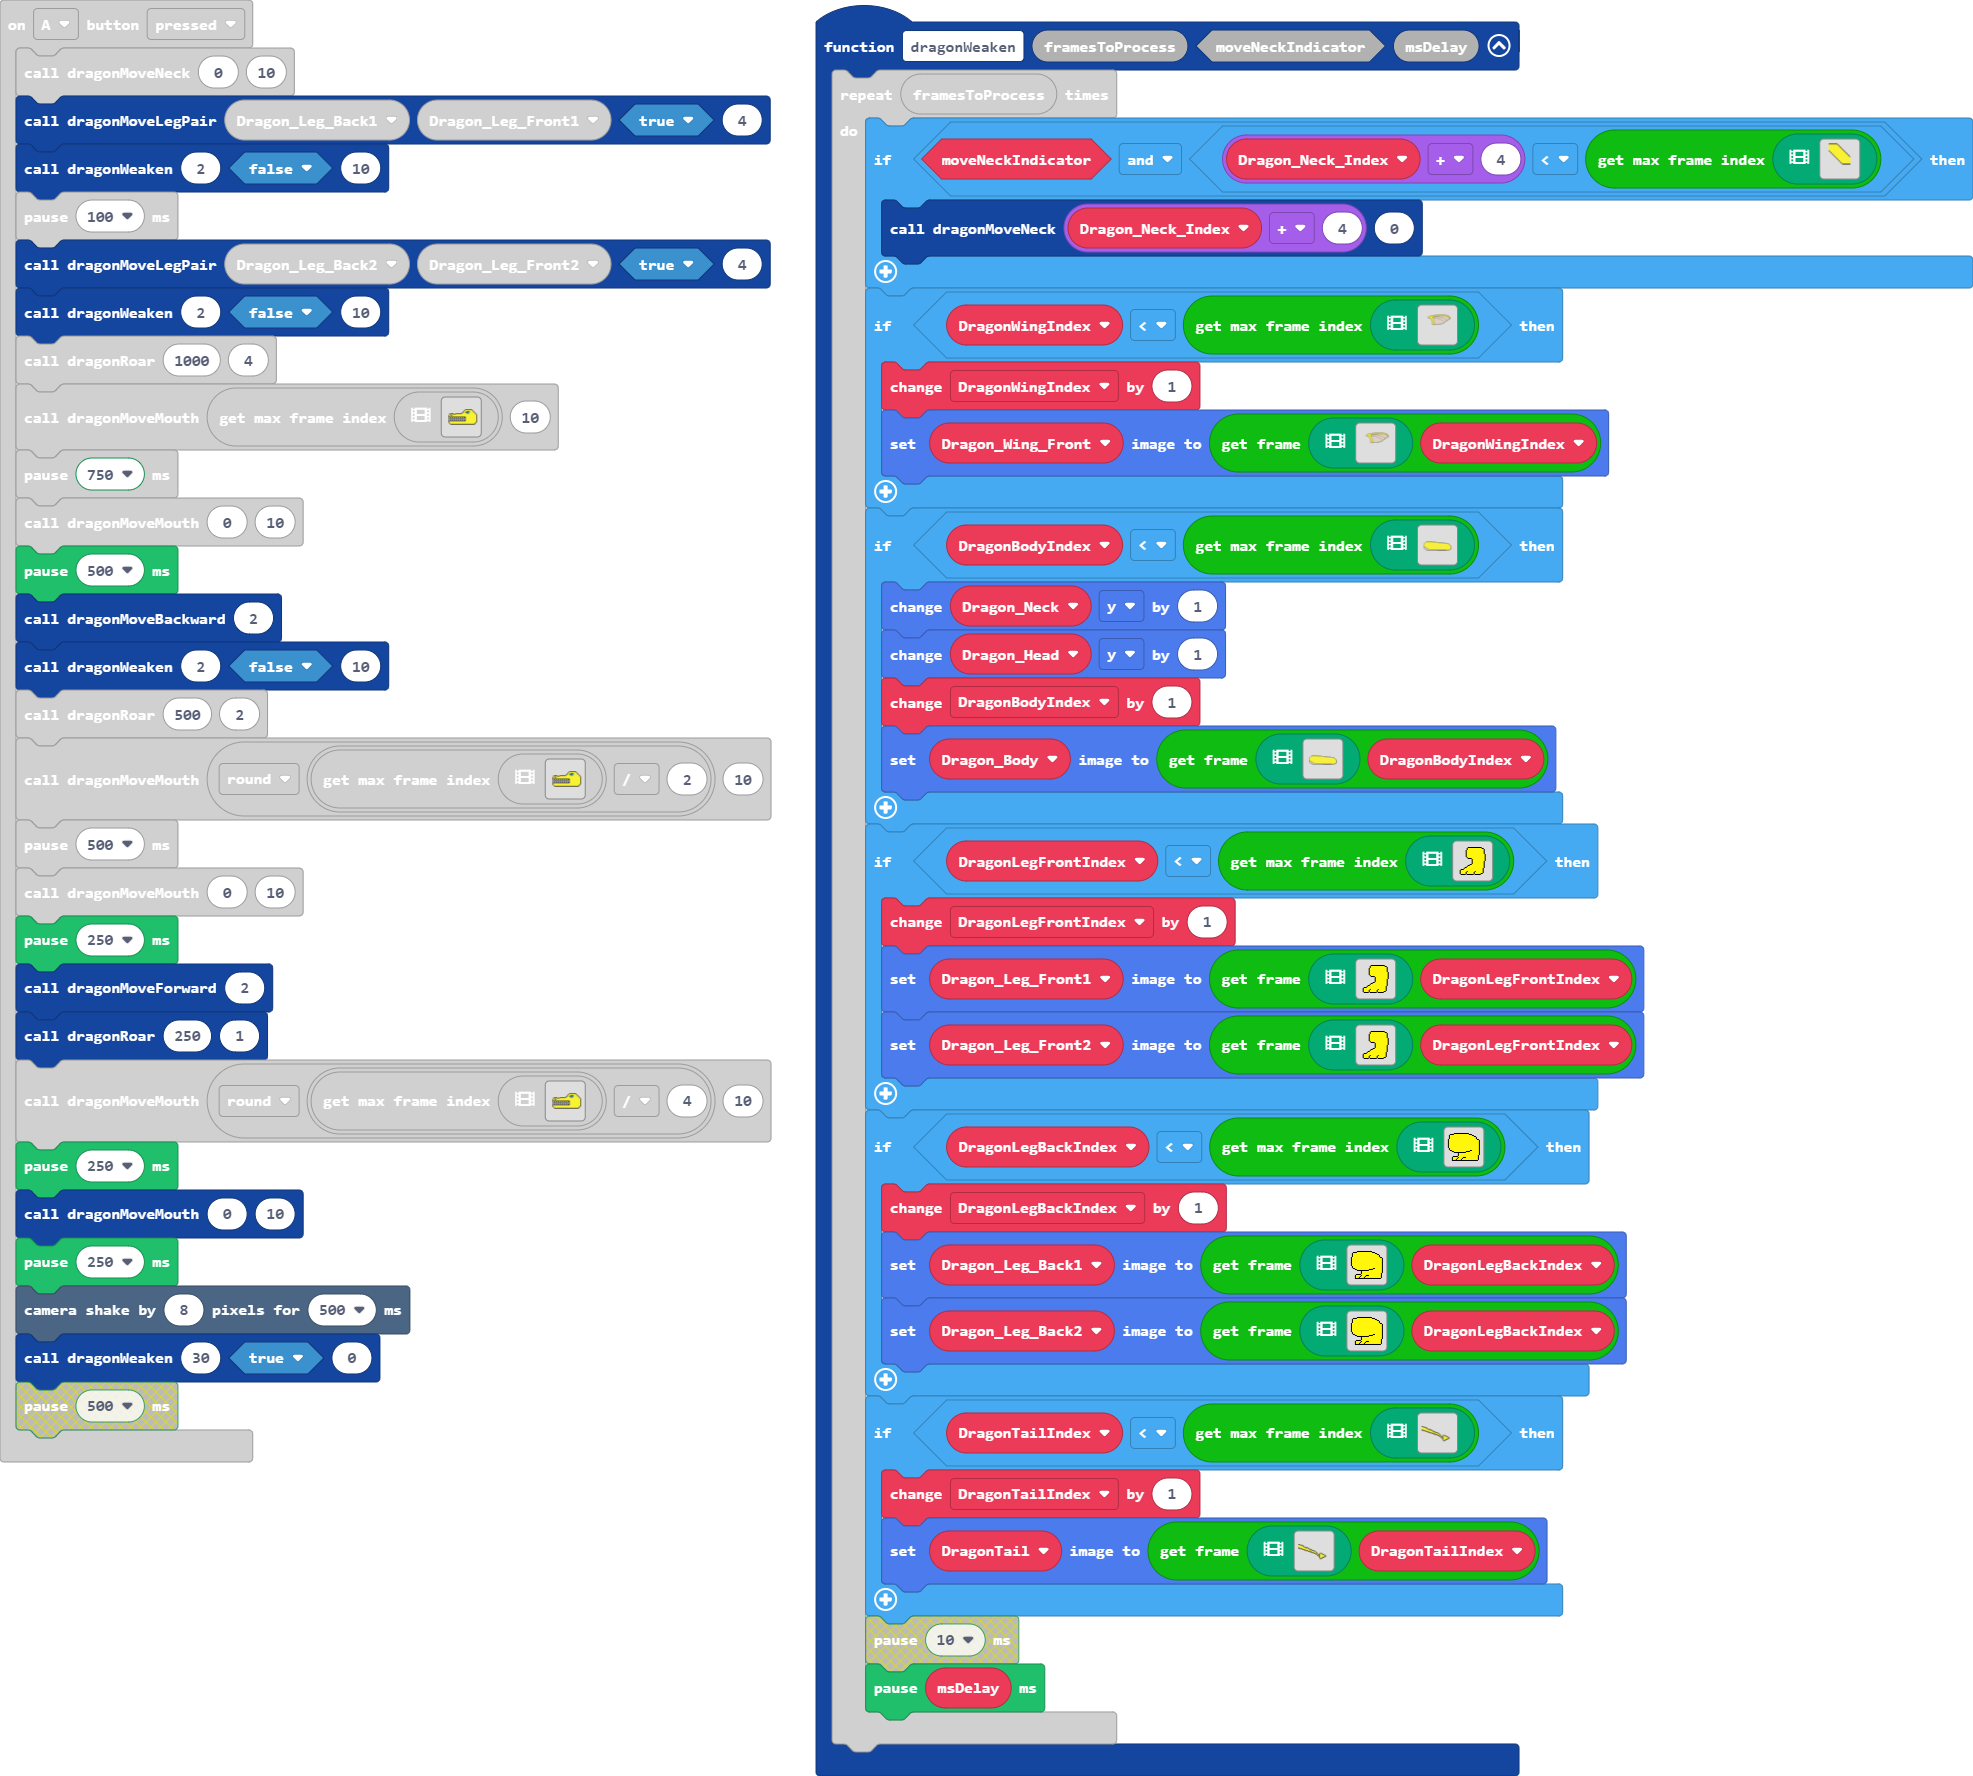 on A button pressed
call dragonMoveNeck 0 10
call dragonMoveLegPair Dragon_Leg_Back1 Dragon_Leg_Front1 true 4
call dragonWeaken 2 false 10
pause 100 ms
call dragonMoveLegPair Dragon_Leg_Back2 Dragon_Leg_Front2 true 4
call dragonWeaken 2 false 10
call dragonRoar 1000 4
call dragonMoveMouth get max frame index 10
pause 750 ms
call dragonMoveMouth 0 10
pause 500 ms
call dragonMoveBackward 2
call dragonWeaken 2 false 10
call dragonRoar 500 2
call dragonMoveMouth round get max frame index / 2 10
pause 500 ms
call dragonMoveMouth 0 10
pause 250 ms
call dragonMoveForward 2
call dragonRoar 250 1
call dragonMoveMouth round get max frame index / 4 10
pause 250 ms
call dragonMoveMouth 0 10
pause 250 ms
camera shake by 8 pixels for 500 ms
call dragonWeaken 30 true 0
pause 500 ms
function dragonWeaken framesToProcess moveNeckIndicator msDelay
repeat framesToProcess times
do
if moveNeckIndicator and Dragon_Neck_Index + 4 < get max frame index then
call dragonMoveNeck Dragon_Neck_Index + 4 0
if DragonWingIndex < get max frame index then
change DragonWingIndex by 1
set Dragon_Wing_Front image to get frame DragonWingIndex
if DragonBodyIndex < get max frame index then
change Dragon_Neck y by 1
change Dragon_Head y by 1
change DragonBodyIndex by 1
set Dragon_Body image to get frame DragonBodyIndex
if DragonLegFrontIndex < get max frame index then
change DragonLegFrontIndex by 1
set Dragon_Leg_Front1 image to get frame DragonLegFrontIndex
set Dragon_Leg_Front2 image to get frame DragonLegFrontIndex
if DragonLegBackIndex < get max frame index then
change DragonLegBackIndex by 1
set Dragon_Leg_Back1 image to get frame DragonLegBackIndex
set Dragon_Leg_Back2 image to get frame DragonLegBackIndex
if DragonTailIndex < get max frame index then
change DragonTailIndex by 1
set DragonTail image to get frame DragonTailIndex
pause 10 ms
pause msDelay ms